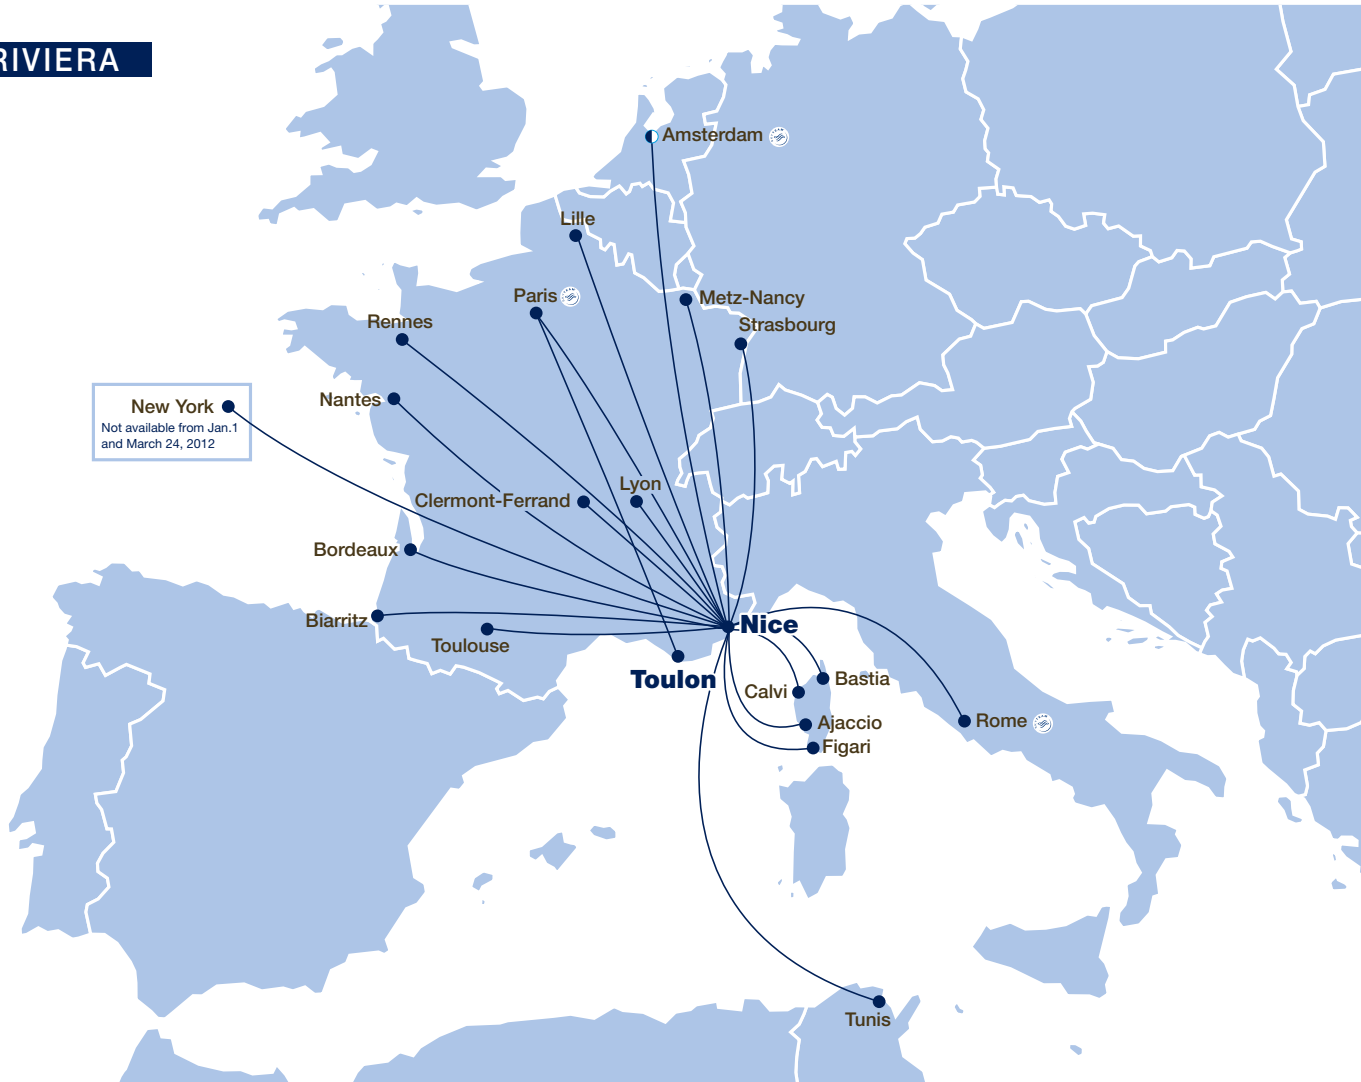 RIVIERA
Amsterdam
Lille
Paris
Metz-Nancy
Rennes
Strasbourg
Nantes
New York
Not available from Jan.1
and March 24, 2012
Lyon
Clermont-Ferrand
Bordeaux
Biarritz
Toulouse
Nice
Toulon
Bastia
Calvi
Ajaccio
Rome
Figari
Tunis